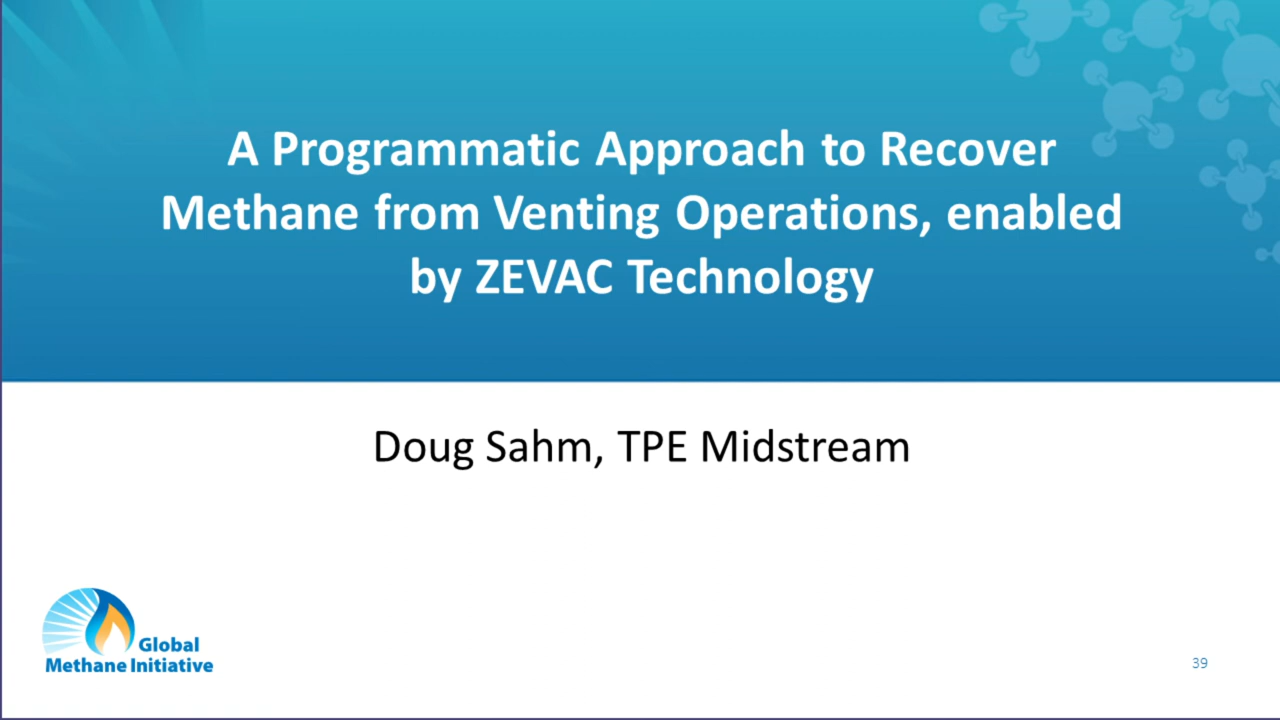 A Programmatic Approach to Recover
Methane from Venting Operations, enabled
by ZEVAC Technology
Doug Sahm, TPE Midstream
Global
Methane Initiative
39